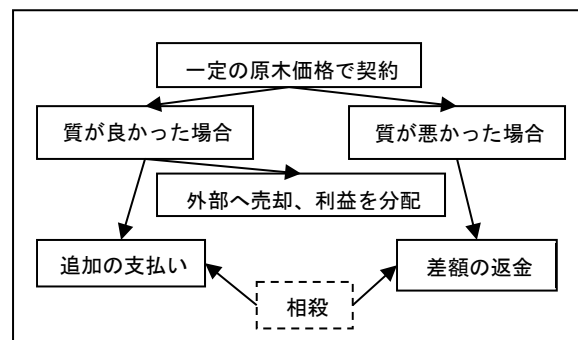 一定の原木価格で契約
質が良かった場合
質が悪かった場合
外部へ売却、利益を分配
追加の支払い
差額の返金
相殺